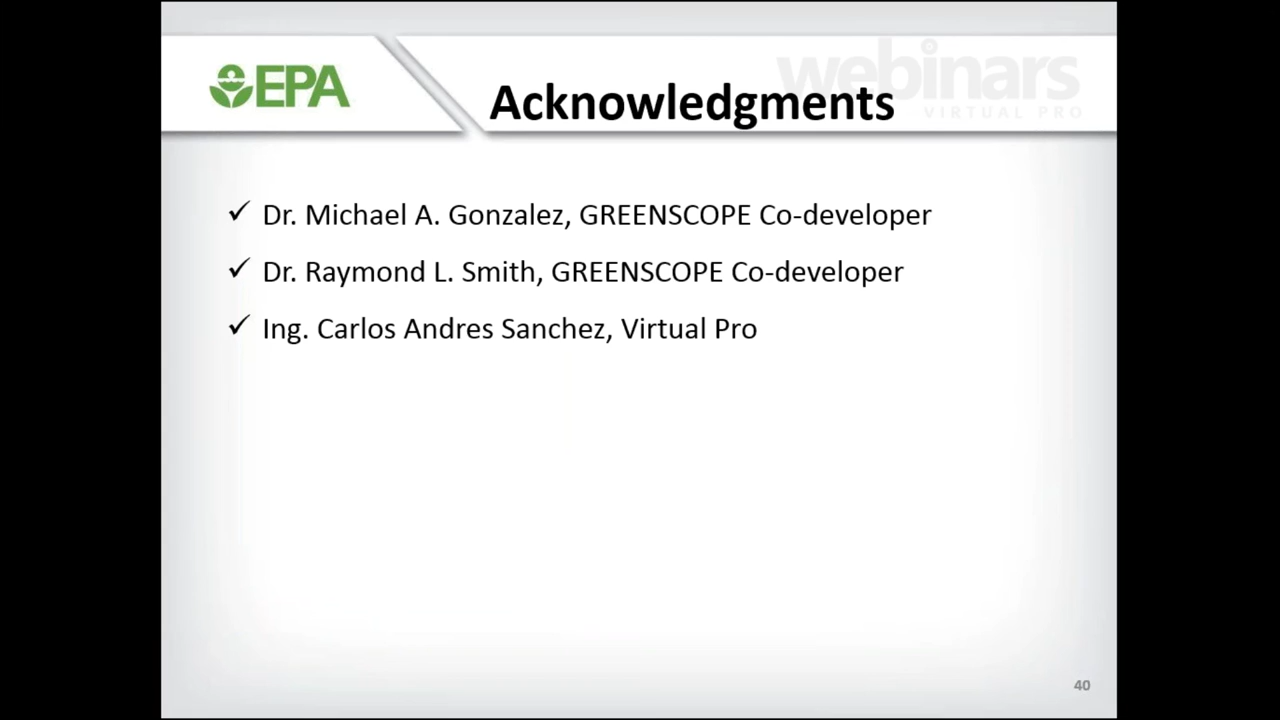 EPA
webinars
VIRTUAL PRO
Acknowledgments
✓ Dr. Michael A. Gonzalez, GREENSCOPE Co-developer
✓ Dr. Raymond L. Smith, GREENSCOPE Co-developer
✓ Ing. Carlos Andres Sanchez, Virtual Pro
40